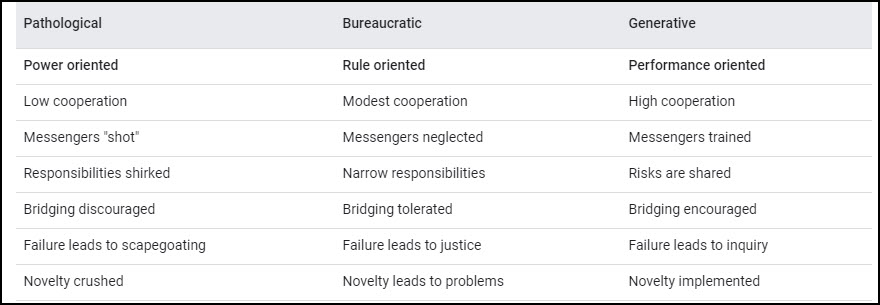 Pathological Bureaucratic Generative
Power oriented Rule oriented Performance oriented
Low cooperation Modest cooperation High cooperation
Messengers "shot" Messengers neglected Messengers trained
Responsibilities shirked Narrow responsibilities Risks are shared
Bridging discouraged Bridging tolerated Bridging encouraged
Failure leads to scapegoating Failure leads to justice Failure leads to inquiry
Novelty crushed Novelty leads to problems Novelty implemented